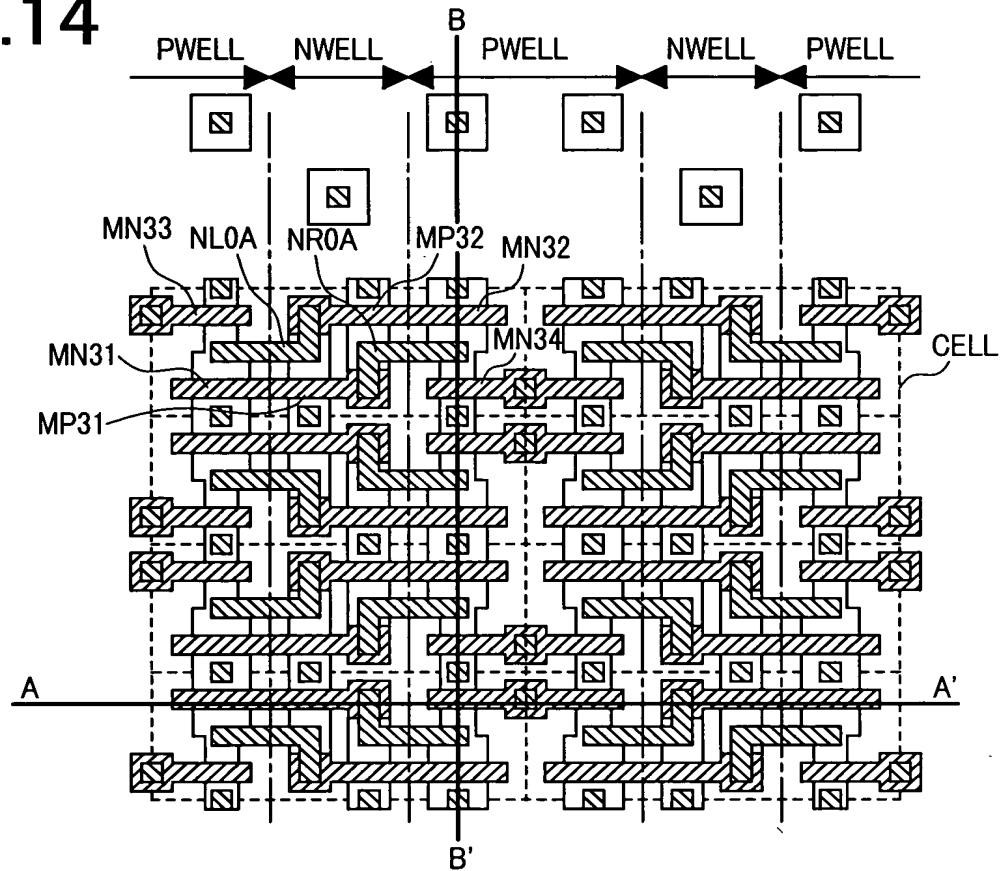 .14
B
PWELL NWELL PWELL NWELL PWELL
MN33 NL0A NR0A MP32 MN32
MN31 MN34 CELL
MP31
A A'
B'